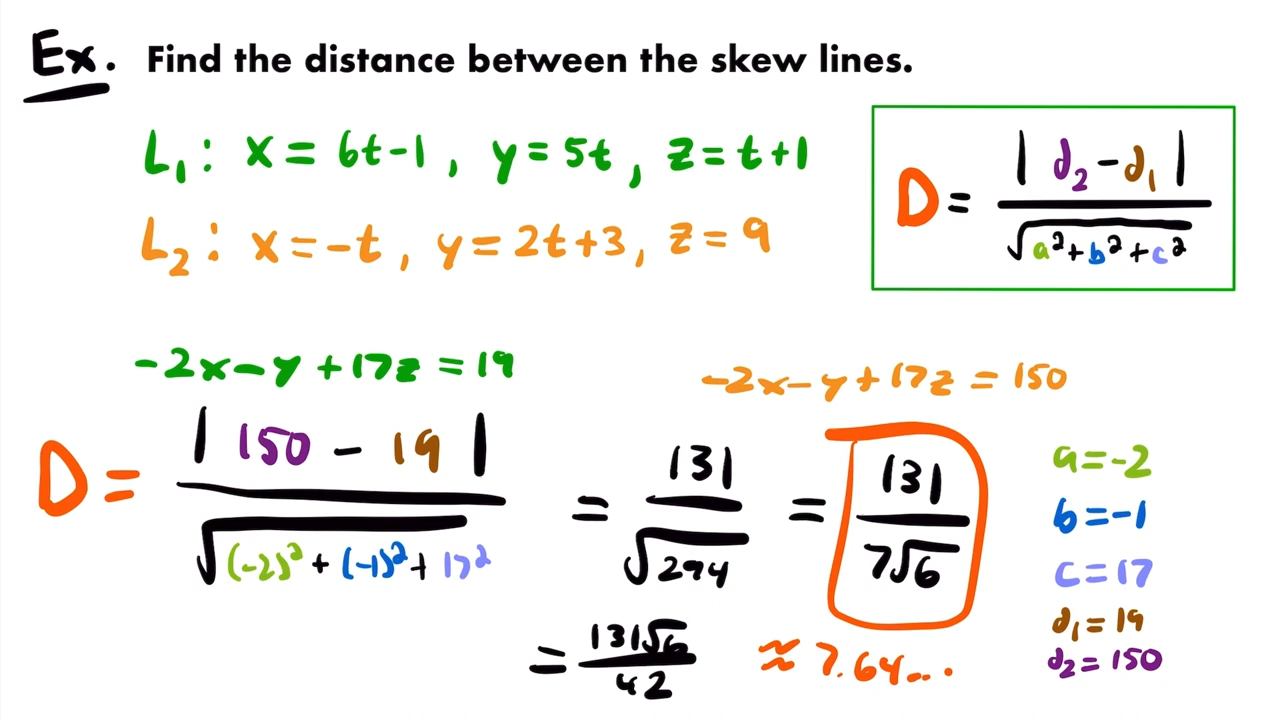 Ex. Find the distance between the skew lines.
L₁: x = 6t-1, y = 5t, z = t+1
L₂: x = -t, y = 2t+3, z = 9
D = |d₂ - d₁| / √(a² + b² + c²)
-2x - y + 17z = 19
-2x - y + 17z = 150
D = |150 - 19| / √((-2)² + (-1)² + 17²) = 131 / √294 = 131 / 7√6
= 131√6 / 42 ≈ 7.64...
a = -2
b = -1
c = 17
d₁ = 19
d₂ = 150